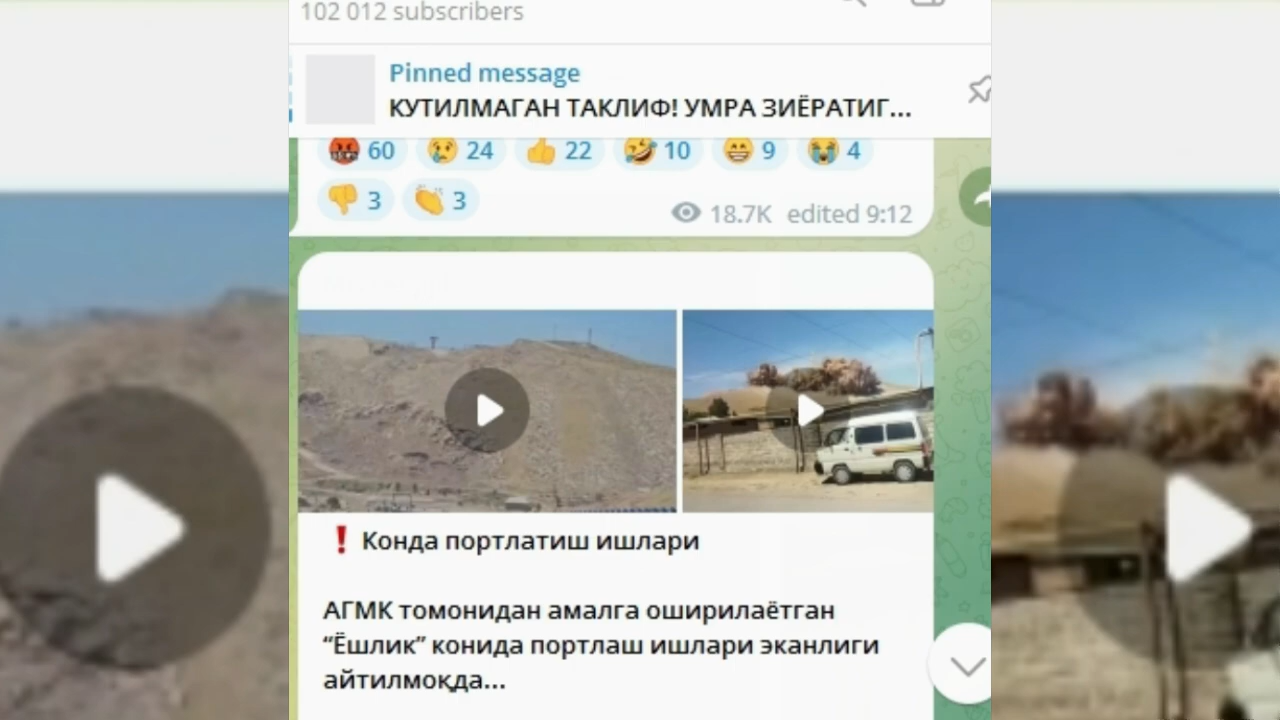 102 012 subscribers
Pinned message
КУТИЛМАГАН ТАКЛИФ! УМРА ЗИЁРАТИГ...
60 24 22 10 9 4
3 3 18.7K edited 9:12
Конда портлатиш ишлари
АГМК томонидан амалга оширилаётган
“Ёшлик” конида портлаш ишлари эканлиги
айтилмоқда...